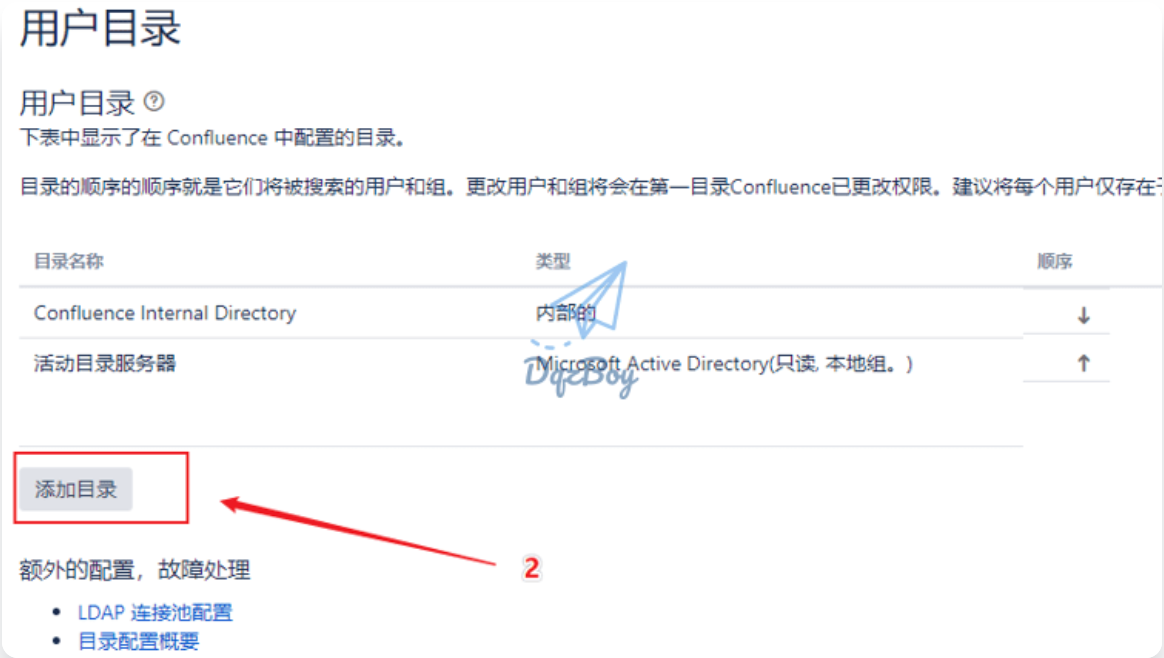 用户目录
用户目录
下表中显示了在 Confluence 中配置的目录。
目录的顺序的顺序就是它们将被搜索的用户和组。更改用户和组将会在第一目录Confluence已更改权限。建议将每个用户仅存在于
目录名称 类型 顺序
Confluence Internal Directory 内部的 ↓
活动目录服务器 Microsoft Active Directory(只读, 本地组。) ↑
DqzBoy
添加目录
2
额外的配置，故障处理
• LDAP 连接池配置
• 目录配置概要